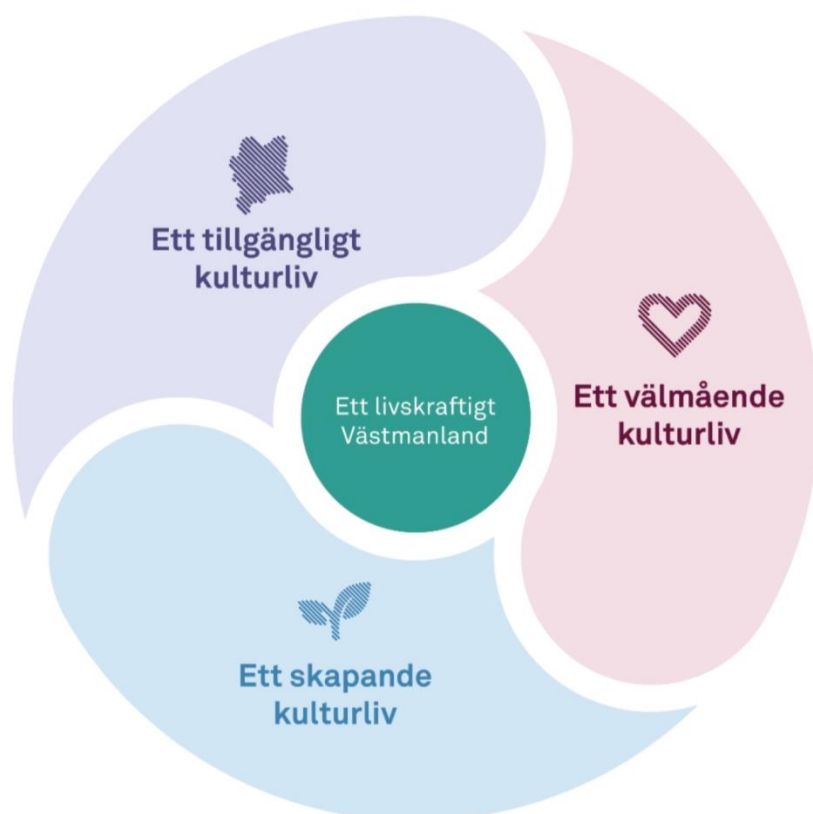 Ett tillgängligt
kulturliv
Ett livskraftigt
Västmanland
Ett välmående
kulturliv
Ett skapande
kulturliv